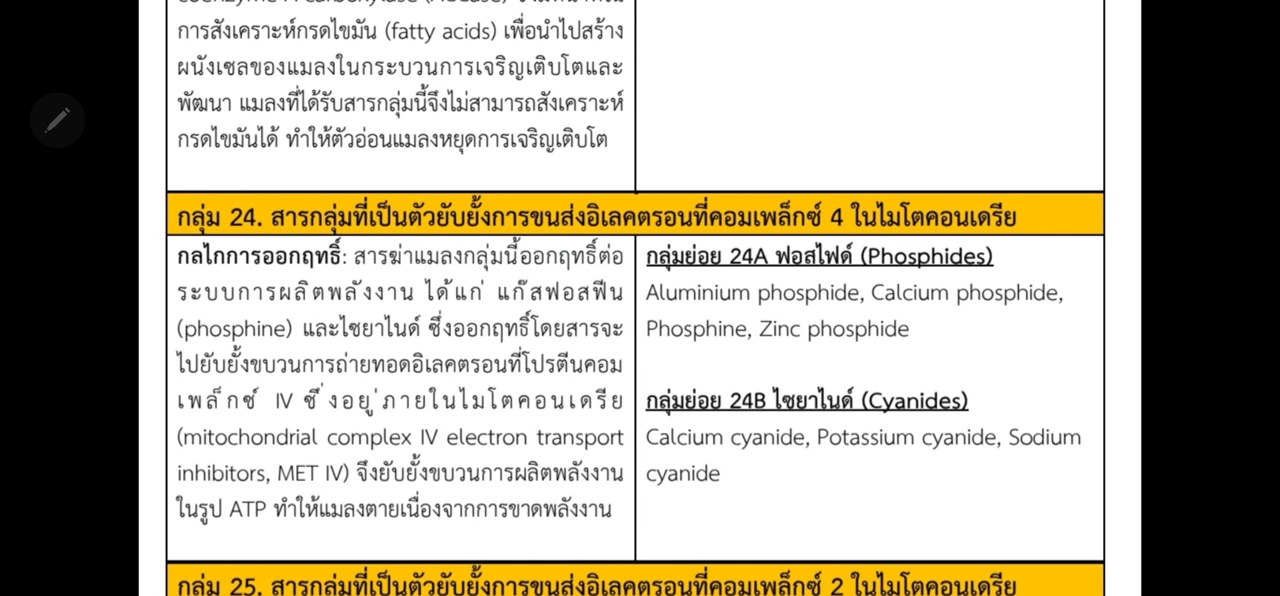 การสังเคราะห์กรดไขมัน (fatty acids) เพื่อนำไปสร้าง
ผนังเซลของแมลงในกระบวนการเจริญเติบโตและ
พัฒนา แมลงที่ได้รับสารกลุ่มนี้จึงไม่สามารถสังเคราะห์
กรดไขมันได้ ทำให้ตัวอ่อนแมลงหยุดการเจริญเติบโต
กลุ่ม 24. สารกลุ่มที่เป็นตัวยับยั้งการขนส่งอิเลคตรอนที่คอมเพล็กซ์ 4 ในไมโตคอนเดรีย
กลไกการออกฤทธิ์: สารฆ่าแมลงกลุ่มนี้ออกฤทธิ์ต่อ
ระบบการผลิตพลังงาน ได้แก่ แก๊สฟอสฟีน
(phosphine) และไซยาไนด์ ซึ่งออกฤทธิ์โดยสารจะ
ไปยับยั้งขบวนการถ่ายทอดอิเลคตรอนที่โปรตีนคอม
เพล็กซ์ IV ซึ่งอยู่ภายในไมโตคอนเดรีย
(mitochondrial complex IV electron transport
inhibitors, MET IV) จึงยับยั้งขบวนการผลิตพลังงาน
ในรูป ATP ทำให้แมลงตายเนื่องจากการขาดพลังงาน
กลุ่มย่อย 24A ฟอสไฟด์ (Phosphides)
Aluminium phosphide, Calcium phosphide,
Phosphine, Zinc phosphide
กลุ่มย่อย 24B ไซยาไนด์ (Cyanides)
Calcium cyanide, Potassium cyanide, Sodium
cyanide
กลุ่ม 25. สารกลุ่มที่เป็นตัวยับยั้งการขนส่งอิเลคตรอนที่คอมเพล็กซ์ 2 ในไมโตคอนเดรีย